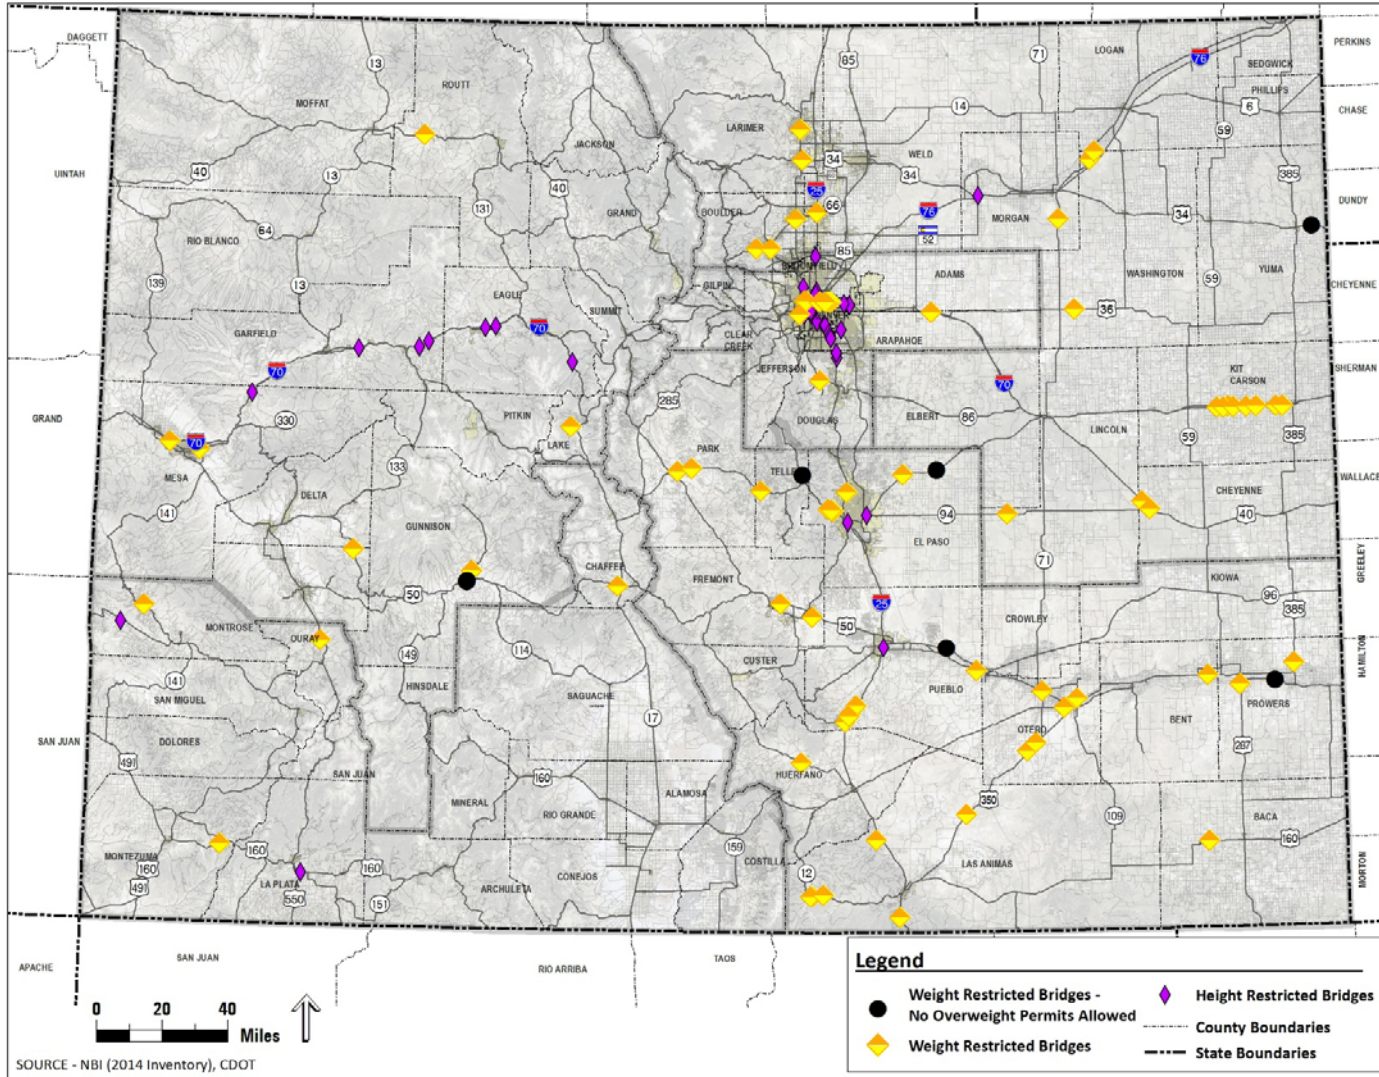 DAGGETT
LOGAN
PERKINS
71
85
13
76
SEDGWICK
ROUTT
PHILLIPS
MOFFAT
14
6
CHASE
LARIMER
59
JACKSON
34
WELD
40
13
34
385
UINTAH
40
25
DUNDY
131
GRAND
BOULDER
66
76
MORGAN
34
64
52
RIO BLANCO
85
BROOMFIELD
ADAMS
WASHINGTON
59
YUMA
139
13
EAGLE
GILPIN
CHEYENNE
SUMMIT
36
GARFIELD
70
CLEAR
CREEK
ARAPAHOE
70
JEFFERSON
KIT
CARSON
SHERMAN
70
GRAND
330
PITKIN
285
DOUGLAS
ELBERT
86
LINCOLN
70
LAKE
PARK
59
385
133
TELLE
WALLACE
MESA
DELTA
CHEYENNE
141
GUNNISON
94
40
EL PASO
71
CHAFFEE
FREMONT
KIOWA
GREELEY
50
25
96
385
MONTROSE
50
CROWLEY
OURAY
149
114
CUSTER
HAMILTON
141
HINSDALE
SAGUACHE
PUEBLO
SAN MIGUEL
17
BENT
PROWERS
SAN JUAN
DOLORES
OTERO
287
491
SAN JUAN
160
HUERFANO
MINERAL
ALAMOSA
350
RIO GRANDE
109
BACA
160
159
160
MONTEZUMA
160
160
COSTILLA
LAS ANIMAS
MORTON
491
LA PLATA
12
CONEJOS
550
151
ARCHULETA
SAN JUAN
TAOS
APACHE
RIO ARRIBA
Legend
Weight Restricted Bridges -
No Overweight Permits Allowed
Height Restricted Bridges
County Boundaries
Weight Restricted Bridges
State Boundaries
0 20 40
Miles
SOURCE - NBI (2014 Inventory), CDOT